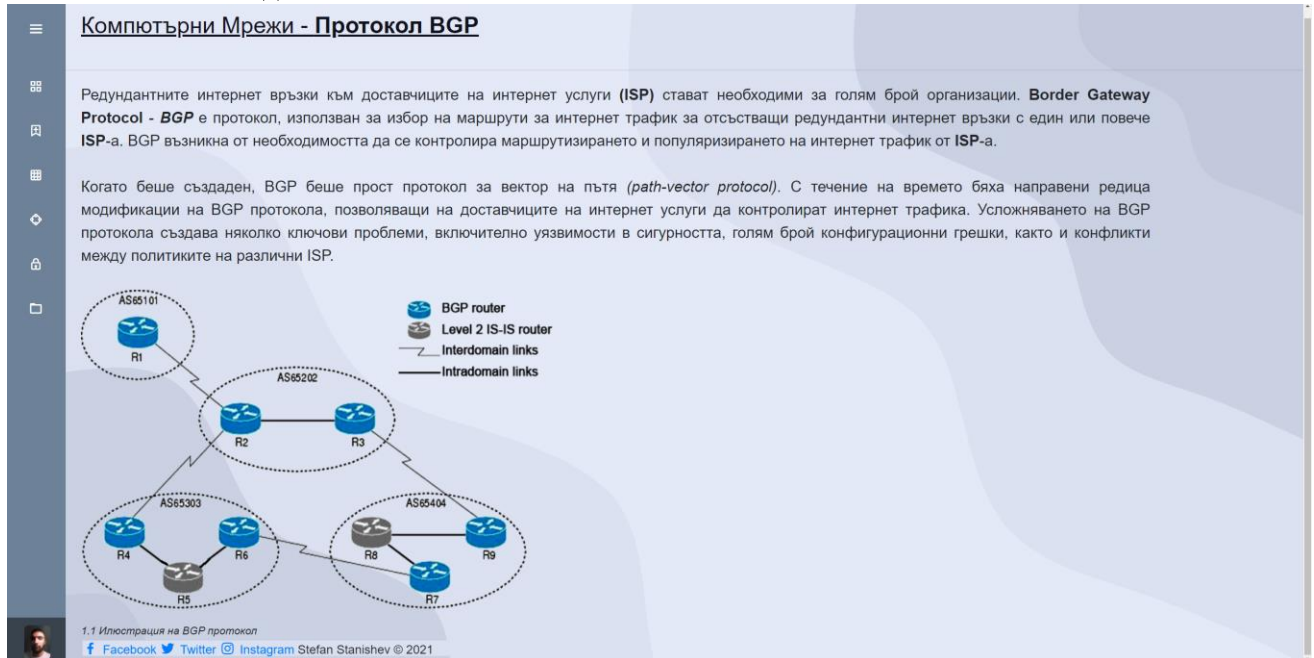 Компютърни Мрежи - Протокол BGP
Редундантните интернет връзки към доставчиците на интернет услуги (ISP) стават необходими за голям брой организации. Border Gateway
Protocol - BGP е протокол, използван за избор на маршрути за интернет трафик за отсъстващи редундантни интернет връзки с един или повече
ISP-а. BGP възникна от необходимостта да се контролира маршрутизирането и популяризирането на интернет трафик от ISP-а.
Когато беше създаден, BGP беше прост протокол за вектор на пътя (path-vector protocol). С течение на времето бяха направени редица
модификации на BGP протокола, позволяващи на доставчиците на интернет услуги да контролират интернет трафика. Усложняването на BGP
протокола създава няколко ключови проблеми, включително уязвимости в сигурността, голям брой конфигурационни грешки, както и конфликти
между политиките на различни ISP.
AS65101
R1
BGP router
Level 2 IS-IS router
Interdomain links
Intradomain links
AS65202
R2
R3
AS65303
R4
R6
R5
AS65404
R8
R9
R7
1.1 Илюстрация на BGP протокол
Facebook Twitter Instagram Stefan Stanishev © 2021